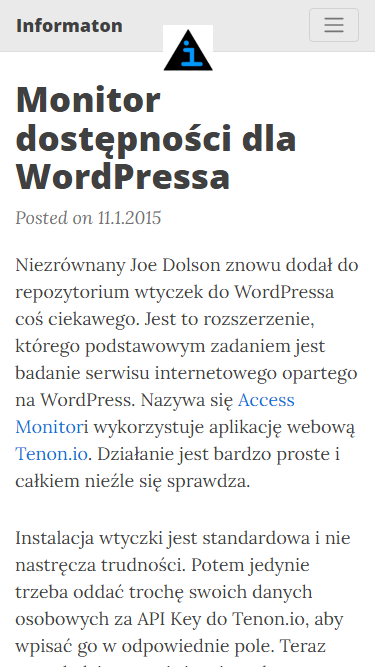 Informaton
Monitor
dostępności dla
WordPressa
Posted on 11.1.2015
Niezrównany Joe Dolson znowu dodał do
repozytorium wtyczek do WordPressa
coś ciekawego. Jest to rozszerzenie,
którego podstawowym zadaniem jest
badanie serwisu internetowego opartego
na WordPress. Nazywa się Access
Monitori wykorzystuje aplikację webową
Tenon.io. Działanie jest bardzo proste i
całkiem nieźle się sprawdza.
Instalacja wtyczki jest standardowa i nie
nastręcza trudności. Potem jedynie
trzeba oddać trochę swoich danych
osobowych za API Key do Tenon.io, aby
wpisać go w odpowiednie pole. Teraz